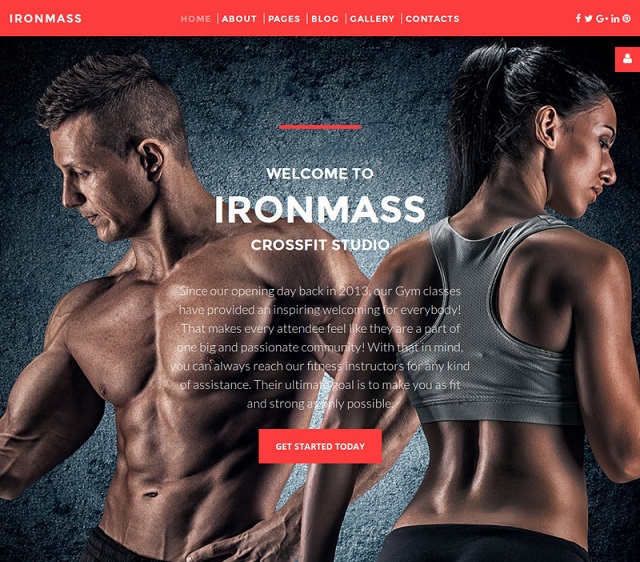 IRONMASS
HOME
ABOUT
PAGES
BLOG
GALLERY
CONTACTS
WELCOME TO
IRONMASS
CROSSFIT STUDIO
Since our opening day back in 2013, our Gym classes
have provided an inspiring welcoming for everybody!
That makes every attendee feel like they are a part of
one big and passionate community! With that in mind,
you can always reach our fitness instructors for any kind
of assistance. Their ultimate goal is to make you as fit
and strong as only possible.
GET STARTED TODAY